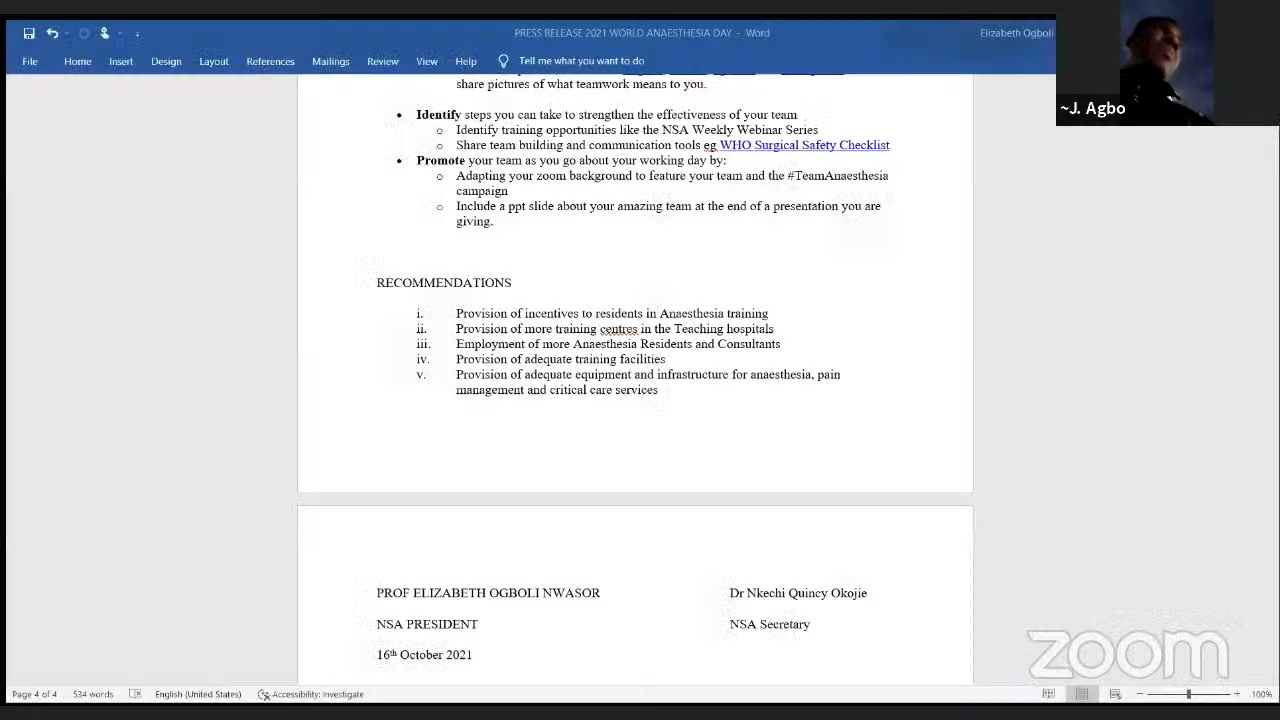 PRESS RELEASE 2021 WORLD ANAESTHESIA DAY - Word
Elizabeth Ogboli
File Home Insert Design Layout References Mailings Review View Help Tell me what you want to do
~J. Agbo
share pictures of what teamwork means to you.
• Identify steps you can take to strengthen the effectiveness of your team
o Identify training opportunities like the NSA Weekly Webinar Series
o Share team building and communication tools eg WHO Surgical Safety Checklist
• Promote your team as you go about your working day by:
o Adapting your zoom background to feature your team and the #TeamAnaesthesia
campaign
o Include a ppt slide about your amazing team at the end of a presentation you are
giving.
RECOMMENDATIONS
i. Provision of incentives to residents in Anaesthesia training
ii. Provision of more training centres in the Teaching hospitals
iii. Employment of more Anaesthesia Residents and Consultants
iv. Provision of adequate training facilities
v. Provision of adequate equipment and infrastructure for anaesthesia, pain
management and critical care services
PROF ELIZABETH OGBOLI NWASOR
Dr Nkechi Quincy Okojie
NSA PRESIDENT
NSA Secretary
16th October 2021
zoom
Page 4 of 4 534 words English (United States) Accessibility: Investigate 100%